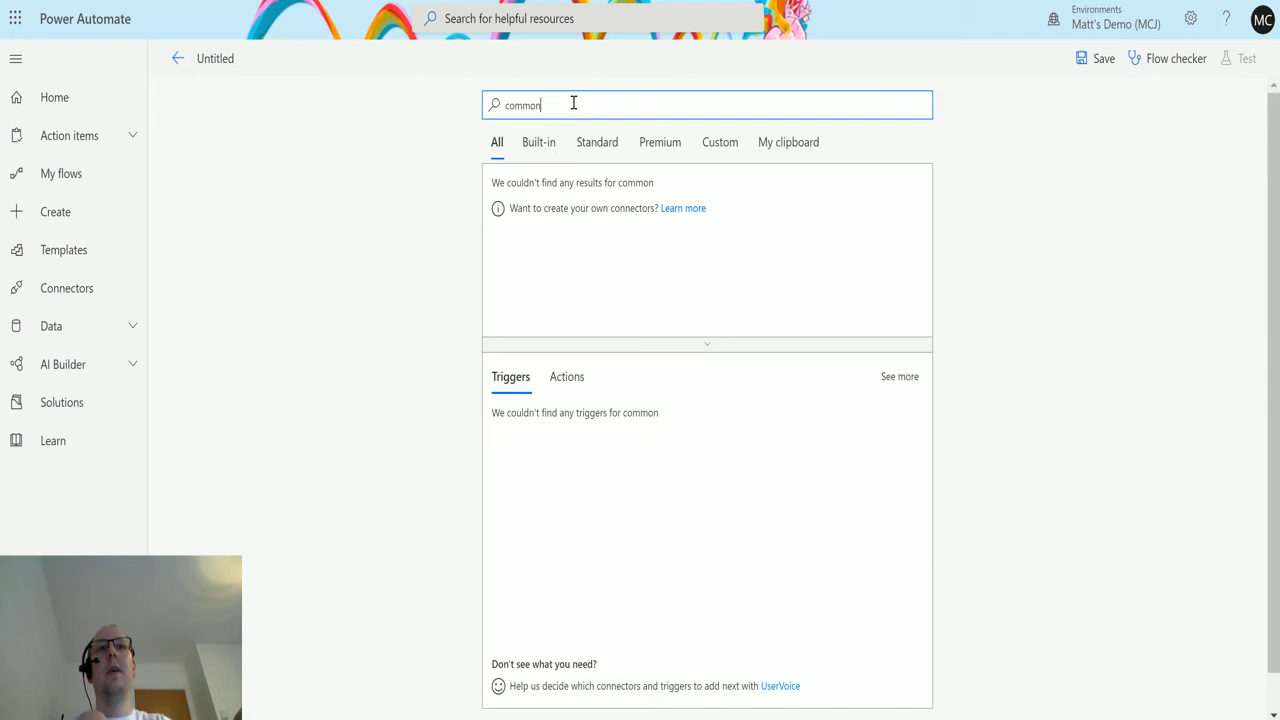 Power Automate
Search for helpful resources
Environments
Matt's Demo (MCJ)
MC
Untitled
Save
Flow checker
Test
Home
Action items
My flows
Create
Templates
Connectors
Data
AI Builder
Solutions
Learn
common
All
Built-in
Standard
Premium
Custom
My clipboard
We couldn't find any results for common
Want to create your own connectors? Learn more
Triggers
Actions
See more
We couldn't find any triggers for common
Don't see what you need?
Help us decide which connectors and triggers to add next with UserVoice